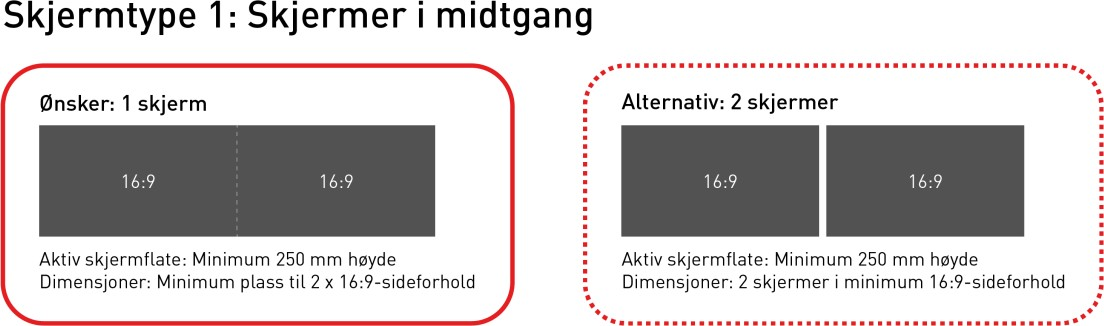 Skjermtype 1: Skjermer i midtgang
Ønsker: 1 skjerm
16:9 16:9
Aktiv skjermflate: Minimum 250 mm høyde
Dimensjoner: Minimum plass til 2 x 16:9-sideforhold
Alternativ: 2 skjermer
16:9 16:9
Aktiv skjermflate: Minimum 250 mm høyde
Dimensjoner: 2 skjermer i minimum 16:9-sideforhold